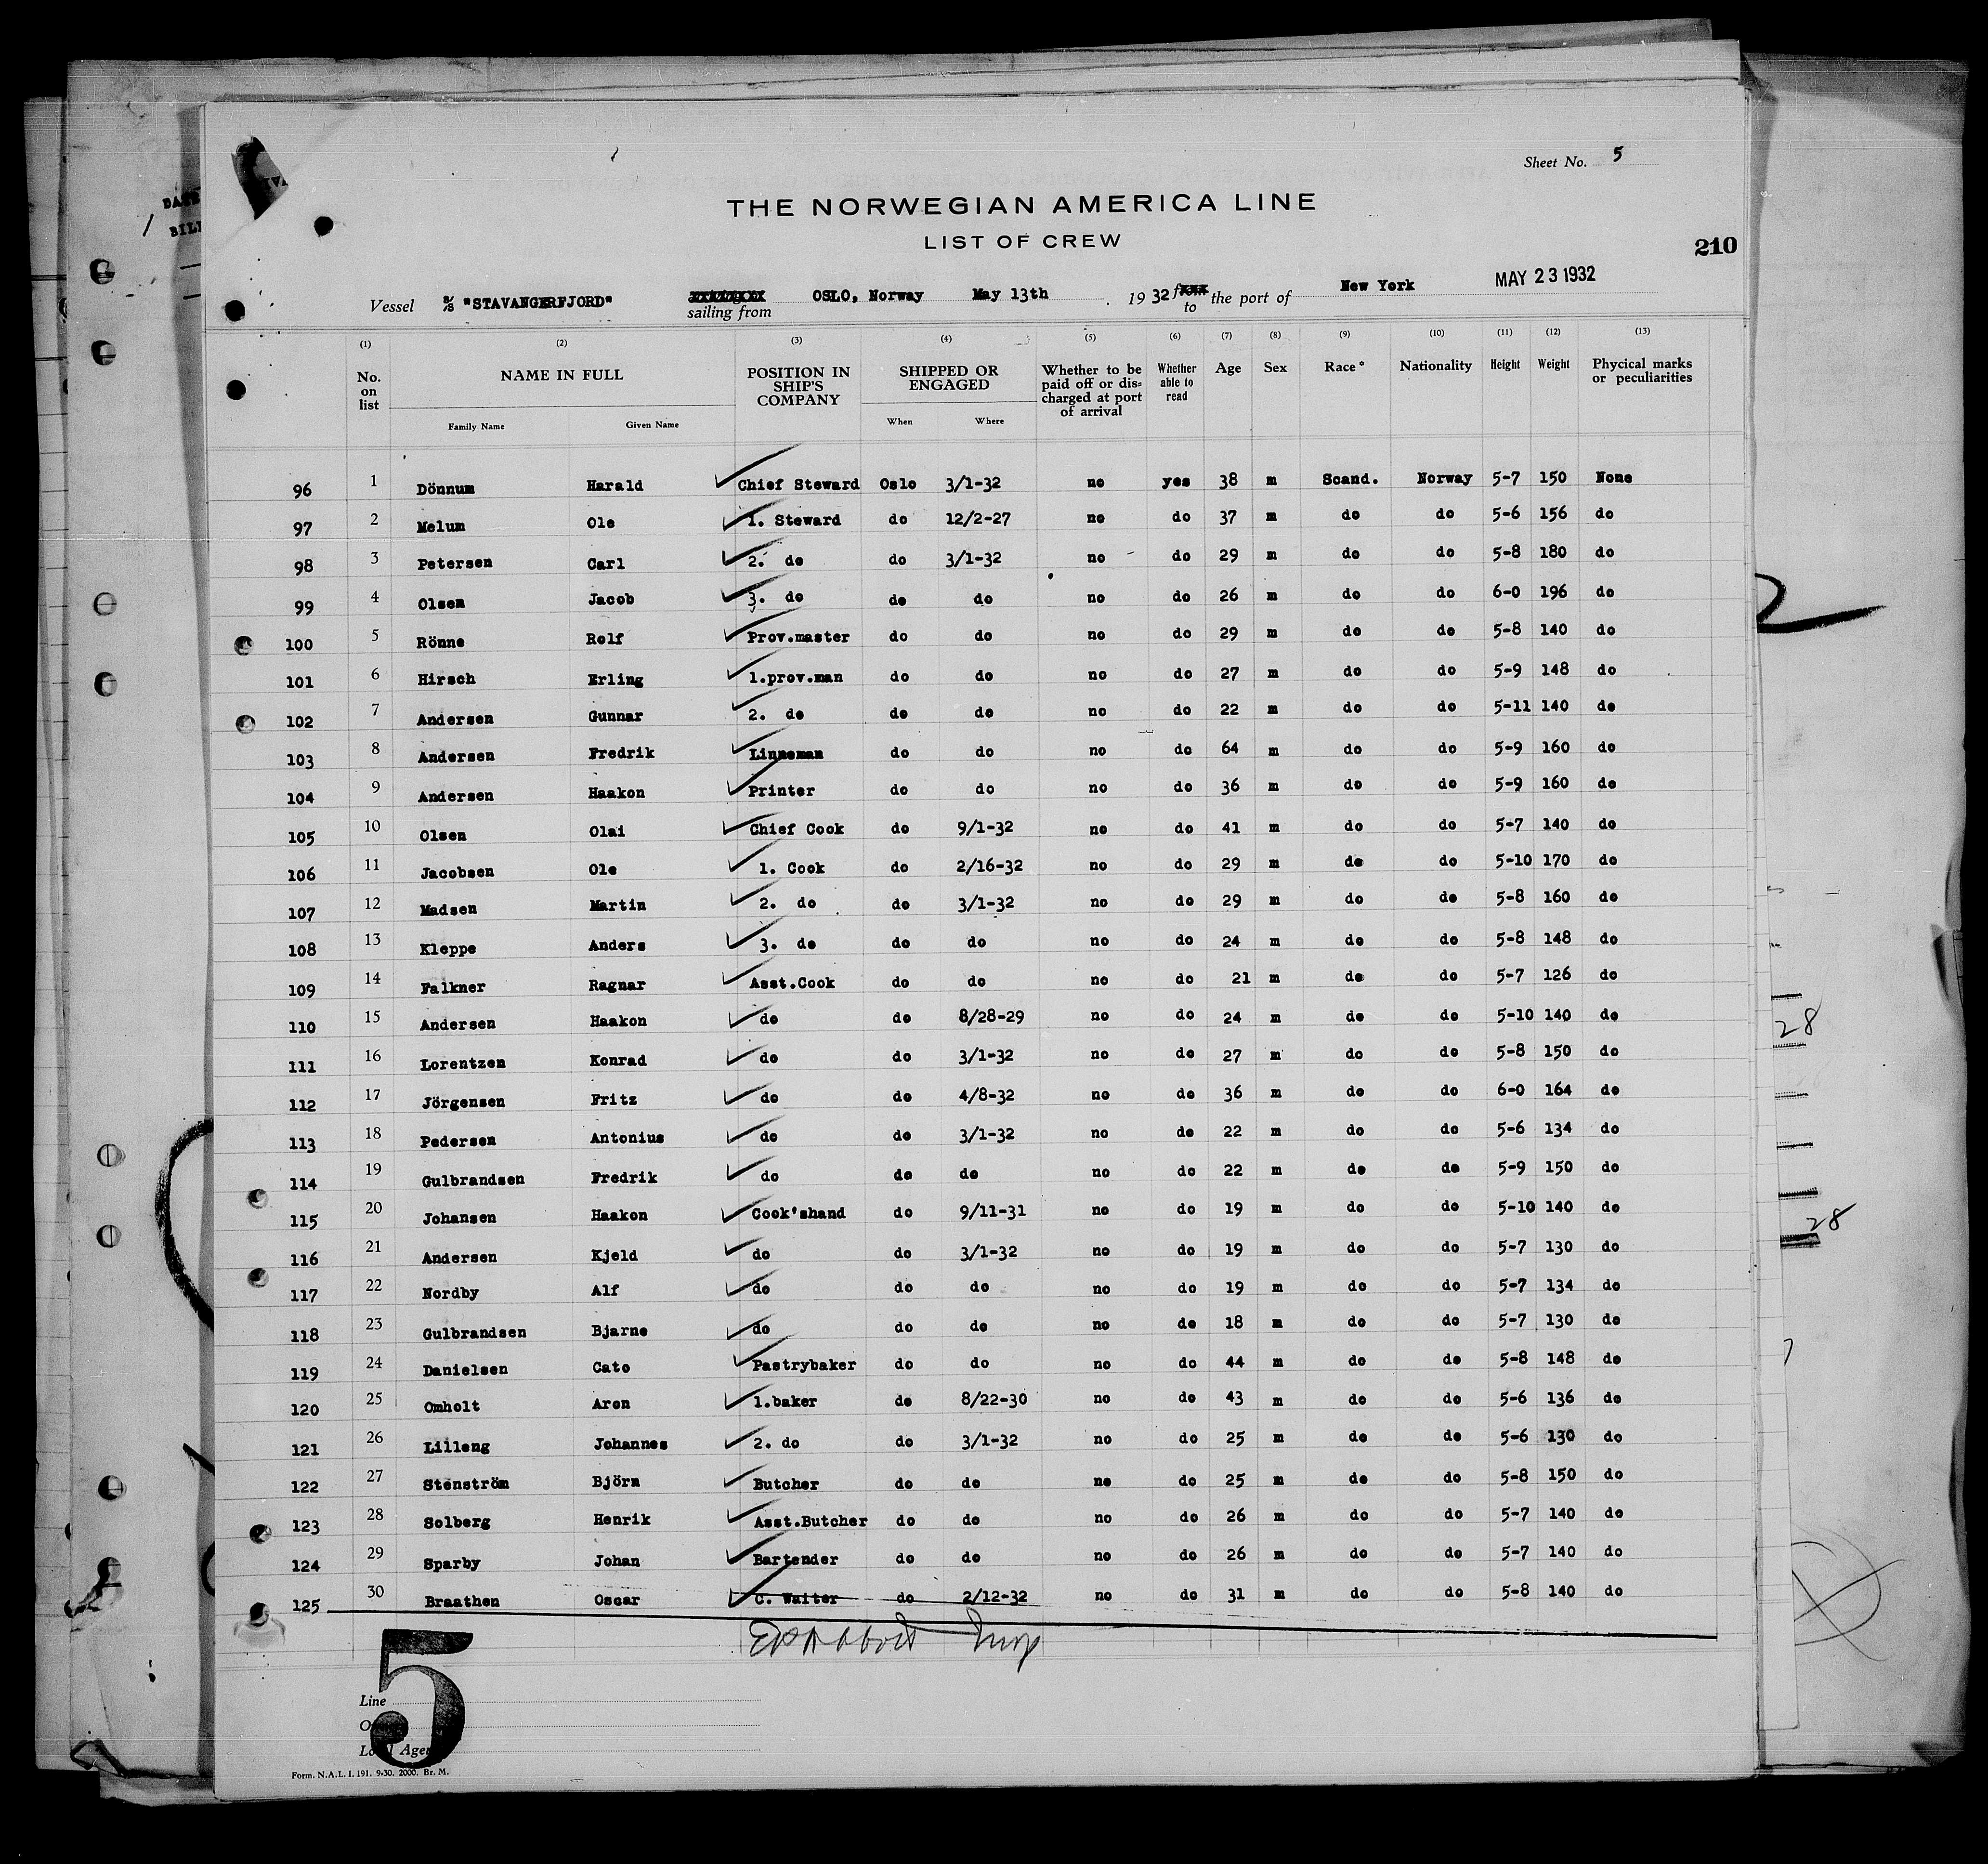 Sheet No. 5
THE NORWEGIAN AMERICA LINE
LIST OF CREW
210
Vessel S/S "STAVANGERFJORD" sailing from OSLO, Norway May 13th. 1932 from to the port of New York MAY 23 1932
(1) (2) (3) (4) (5) (6) (7) (8) (9) (10) (11) (12) (13)
No. on list NAME IN FULL Family Name Given Name POSITION IN SHIP'S COMPANY SHIPPED OR ENGAGED When Where Whether to be paid off or dis=charged at port of arrival Whether able to read Age Sex Race* Nationality Height Weight Phycical marks or peculiarities
96 1 Dönnum Harald Chief Steward Oslo 3/1-32 no yes 38 m Scand. Norway 5-7 150 None
97 2 Melum Ole 1. Steward do 12/2-27 no do 37 m do do 5-6 156 do
98 3 Petersen Carl 2. do do 3/1-32 no do 29 m do do 5-8 180 do
99 4 Olsen Jacob 3. do do do no do 26 m do do 6-0 196 do
100 5 Rönne Rolf Prov.master do do no do 29 m do do 5-8 140 do
101 6 Hirsch Erling 1.prov.man do do no do 27 m do do 5-9 148 do
102 7 Andersen Gunnar 2. do do do no do 22 m do do 5-11 140 do
103 8 Andersen Fredrik Linneman do do no do 64 m do do 5-9 160 do
104 9 Andersen Haakon Printer do do no do 36 m do do 5-9 160 do
105 10 Olsen Olai Chief Cook do 9/1-32 no do 41 m do do 5-7 140 do
106 11 Jacobsen Ole 1. Cook do 2/16-32 no do 29 m do do 5-10 170 do
107 12 Madsen Martin 2. do do 3/1-32 no do 29 m do do 5-8 160 do
108 13 Kleppe Anders 3. do do do no do 24 m do do 5-8 148 do
109 14 Falkner Ragnar Asst.Cook do do no do 21 m do do 5-7 126 do
110 15 Andersen Haakon do do 8/28-29 no do 24 m do do 5-10 140 do
111 16 Lorentzen Konrad do do 3/1-32 no do 27 m do do 5-8 150 do
112 17 Jörgensen Fritz do do 4/8-32 no do 36 m do do 6-0 164 do
113 18 Pedersen Antonius do do 3/1-32 no do 22 m do do 5-6 134 do
114 19 Gulbrandsen Fredrik do do do no do 22 m do do 5-9 150 do
115 20 Johansen Haakon Cook'shand do 9/11-31 no do 19 m do do 5-10 140 do
116 21 Andersen Kjeld do do 3/1-32 no do 19 m do do 5-7 130 do
117 22 Nordby Alf do do do no do 19 m do do 5-7 134 do
118 23 Gulbrandsen Bjarne do do do no do 18 m do do 5-7 130 do
119 24 Danielsen Cato Pastrybaker do do no do 44 m do do 5-8 148 do
120 25 Omholt Aron 1.baker do 8/22-30 no do 43 m do do 5-6 136 do
121 26 Lilleng Johannes 2. do do 3/1-32 no do 25 m do do 5-6 130 do
122 27 Stenström Björn Butcher do do no do 25 m do do 5-8 150 do
123 28 Solberg Henrik Asst.Butcher do do no do 26 m do do 5-7 140 do
124 29 Sparby Johan Bartender do do no do 26 m do do 5-7 140 do
125 30 Braathen Oscar C. Waiter do 2/12-32 no do 31 m do do 5-8 140 do
5
Line
Local Agent
Form. N.A.L. I. 191. 9-30. 2000. Br. M.
28
28